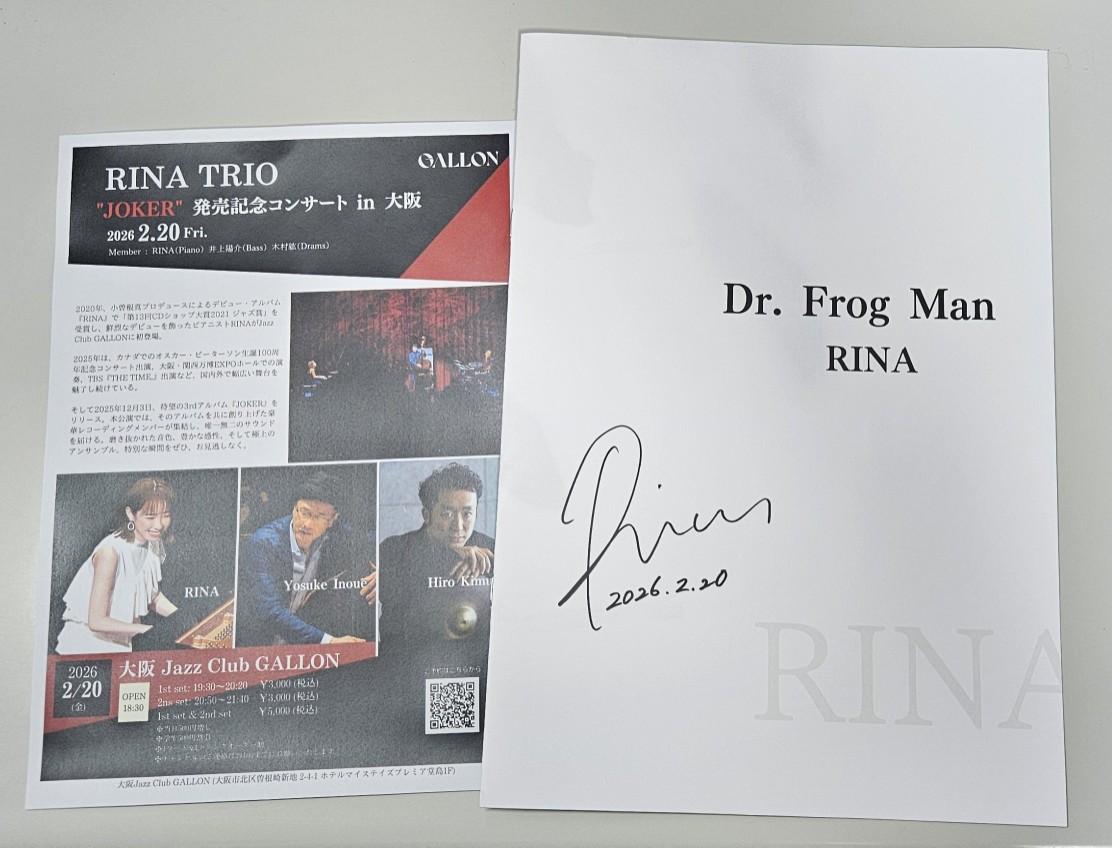 RINA TRIO
GALLON
"JOKER" 発売記念コンサート in 大阪
2026 2.20 Fri.
Member : RINA(Piano) 井上陽介(Bass) 木村紘(Drams)
2020年、小曽根真プロデュースによるデビュー・アルバム
『RINA』で「第13回CDショップ大賞2021 ジャズ賞」を
受賞し、鮮烈なデビューを飾ったピアニストRINAがJazz
Club GALLONに初登場。
2025年は、カナダでのオスカー・ピーターソン生誕100周
年記念コンサート出演、大阪・関西万博EXPOホールでの演
奏、TBS『THE TIME,』出演など、国内外で幅広い舞台を
魅了し続けている。
そして2025年12月3日、待望の3rdアルバム『JOKER』を
リリース。本公演では、そのアルバムを共に創り上げた豪
華レコーディングメンバーが集結し、唯一無二のサウンド
を届ける。磨き抜かれた音色、豊かな感性、そして極上の
アンサンブル。特別な瞬間をぜひ、お見逃しなく。
RINA
Yosuke Inoue
Hiro Kimu
2026
2/20
(金)
大阪 Jazz Club GALLON
OPEN
18:30
1st set: 19:30~20:20 ¥3,000 (税込)
2ns set: 20:50~21:40 ¥3,000 (税込)
1st set & 2nd set ¥5,000 (税込)
ご予約はこちらから
大阪Jazz Club GALLON (大阪市北区曽根崎新地 2-4-1 ホテルマイステイズプレミア堂島1F)
Dr. Frog Man
RINA
Rina
2026.2.20
RINA